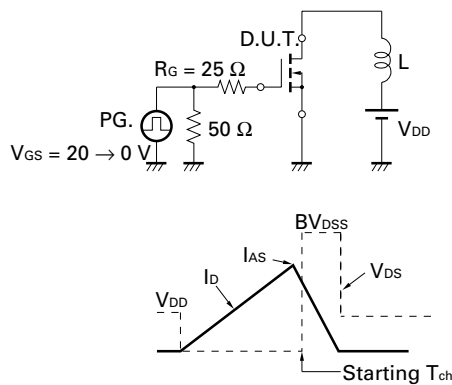 D.U.T.
RG = 25 Ω
L
PG.
50 Ω
VDD
VGS = 20 → 0 V
BVDSS
IAS
ID
VDS
VDD
Starting Tch